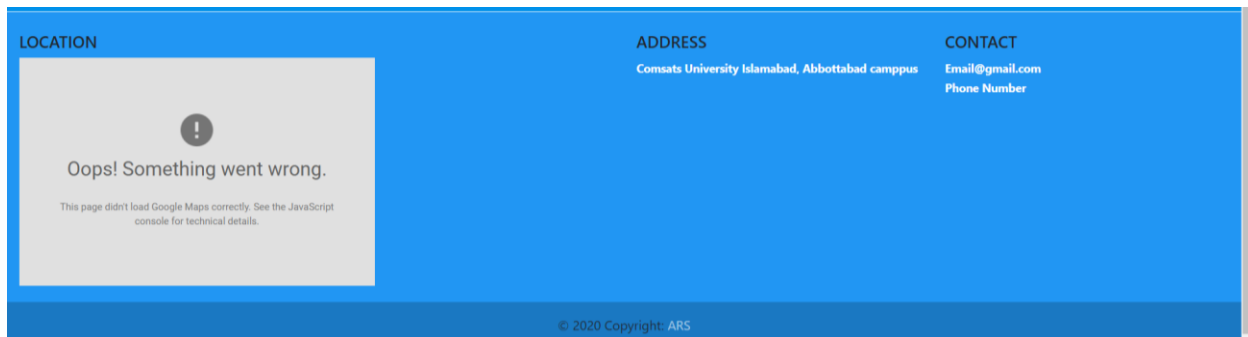 LOCATION
Oops! Something went wrong.
This page didn't load Google Maps correctly. See the JavaScript
console for technical details.
ADDRESS
Comsats University Islamabad, Abbottabad camppus
CONTACT
Email@gmail.com
Phone Number
© 2020 Copyright: ARS